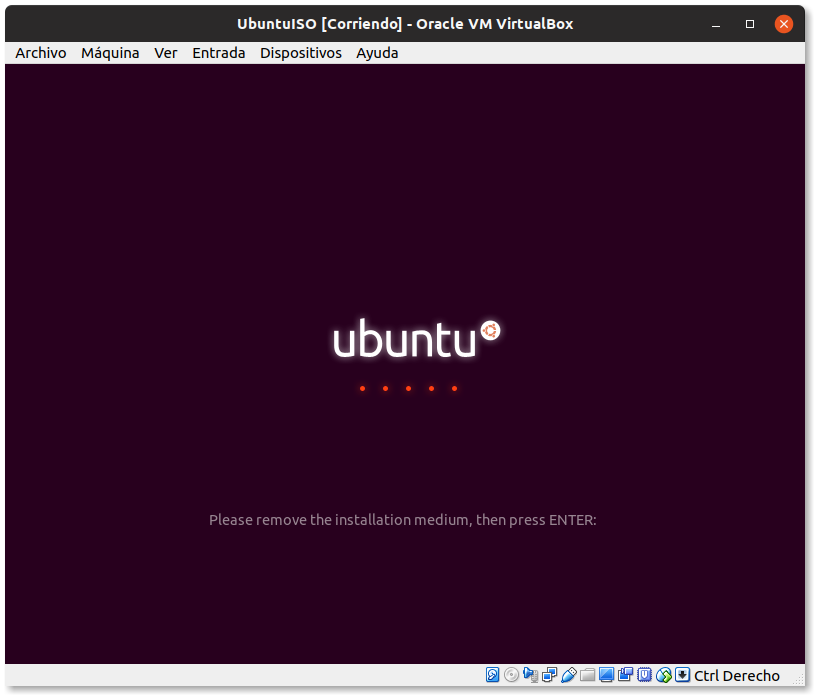 UbuntuISO [Corriendo] - Oracle VM VirtualBox
Archivo Máquina Ver Entrada Dispositivos Ayuda
ubuntu
Please remove the installation medium, then press ENTER:
Ctrl Derecho